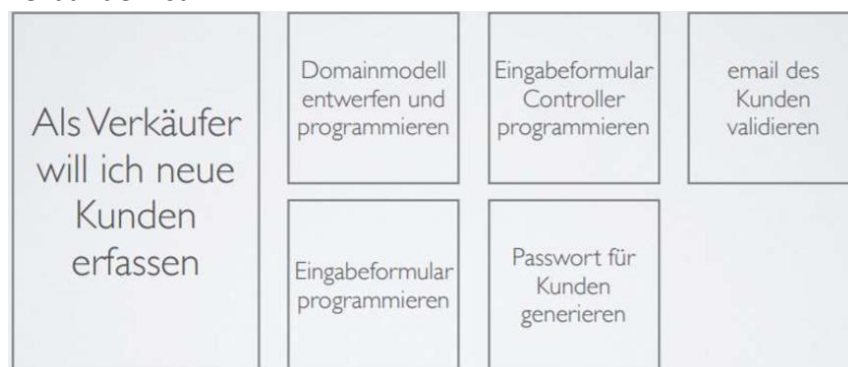 Als Verkäufer
will ich neue
Kunden
erfassen
Domainmodell
entwerfen und
programmieren
Eingabeformular
Controller
programmieren
email des
Kunden
validieren
Eingabeformular
programmieren
Passwort für
Kunden
generieren